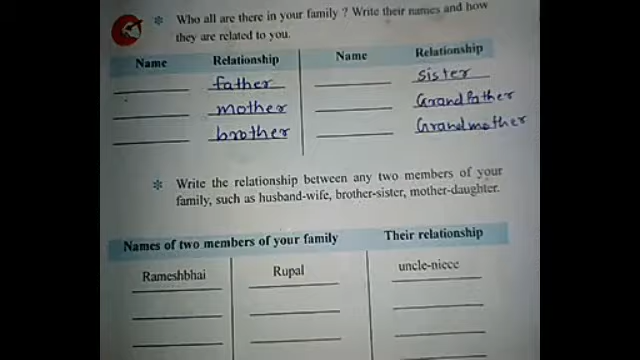 * Who all are there in your family ? Write their names and how
they are related to you.
Name Relationship Name Relationship
father sister
mother Grandfather
brother Grandmother
* Write the relationship between any two members of your
family, such as husband-wife, brother-sister, mother-daughter.
Names of two members of your family Their relationship
Rameshbhai Rupal uncle-niece